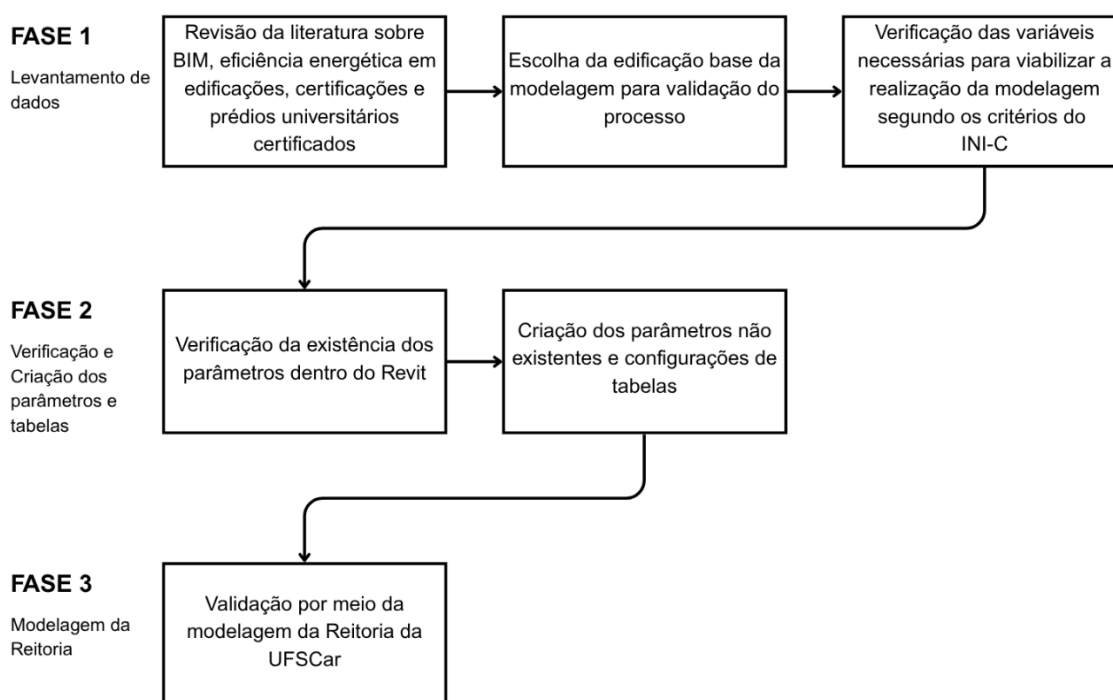 FASE 1
Levantamento de
dados
Revisão da literatura sobre
BIM, eficiência energética em
edificações, certificações e
prédios universitários
certificados
Escolha da edificação base da
modelagem para validação do
processo
Verificação das variáveis
necessárias para viabilizar a
realização da modelagem
segundo os critérios do
INI-C
FASE 2
Verificação e
Criação dos
parâmetros e
tabelas
Verificação da existência dos
parâmetros dentro do Revit
Criação dos parâmetros não
existentes e configurações de
tabelas
FASE 3
Modelagem da
Reitoria
Validação por meio da
modelagem da Reitoria da
UFSCar